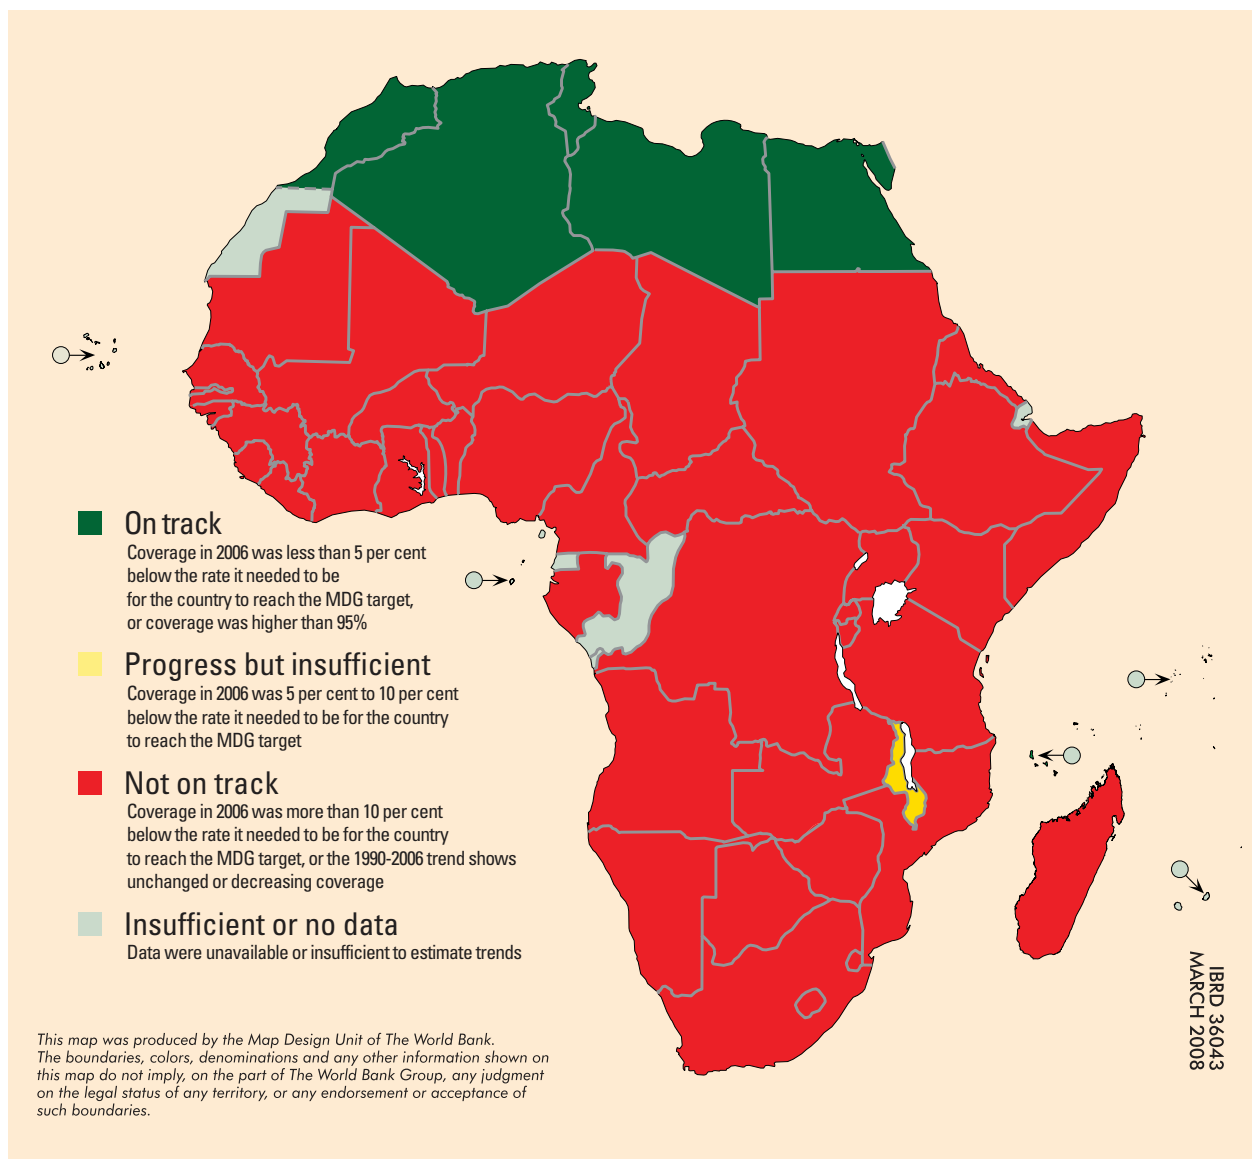 On track
Coverage in 2006 was less than 5 per cent
below the rate it needed to be
for the country to reach the MDG target,
or coverage was higher than 95%
Progress but insufficient
Coverage in 2006 was 5 per cent to 10 per cent
below the rate it needed to be for the country
to reach the MDG target
Not on track
Coverage in 2006 was more than 10 per cent
below the rate it needed to be for the country
to reach the MDG target, or the 1990-2006 trend shows
unchanged or decreasing coverage
Insufficient or no data
Data were unavailable or insufficient to estimate trends
This map was produced by the Map Design Unit of The World Bank.
The boundaries, colors, denominations and any other information shown on
this map do not imply, on the part of The World Bank Group, any judgment
on the legal status of any territory, or any endorsement or acceptance of
such boundaries.
IBRD 36043
MARCH 2008